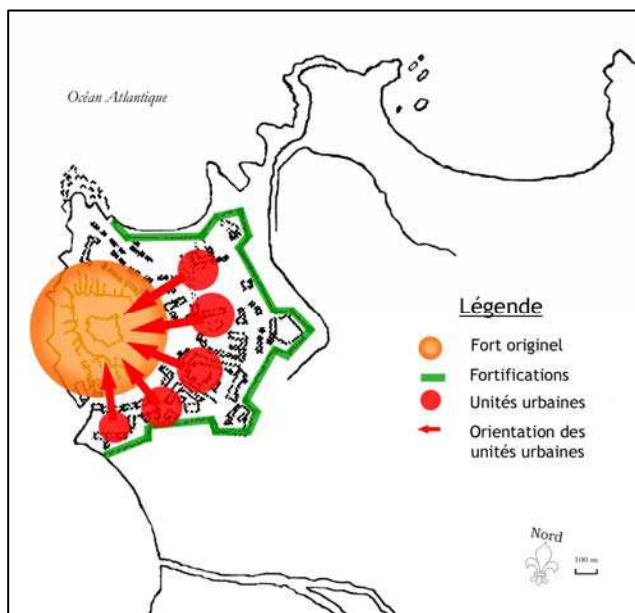 Océan Atlantique
Légende
Fort originel
Fortifications
Unités urbaines
Orientation des
unités urbaines
Nord
100 m